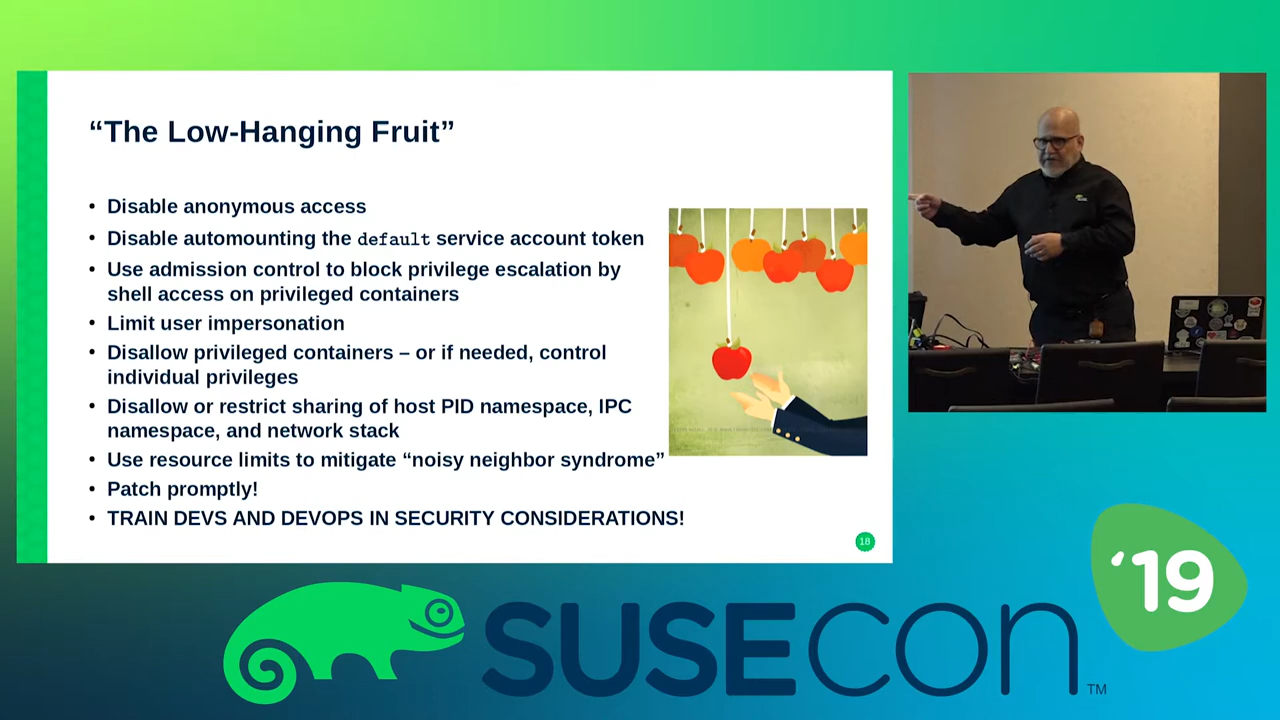 “The Low-Hanging Fruit”
• Disable anonymous access
• Disable automounting the default service account token
• Use admission control to block privilege escalation by
shell access on privileged containers
• Limit user impersonation
• Disallow privileged containers – or if needed, control
individual privileges
• Disallow or restrict sharing of host PID namespace, IPC
namespace, and network stack
• Use resource limits to mitigate “noisy neighbor syndrome”
• Patch promptly!
• TRAIN DEVS AND DEVOPS IN SECURITY CONSIDERATIONS!
18
‘19
SUSECON TM